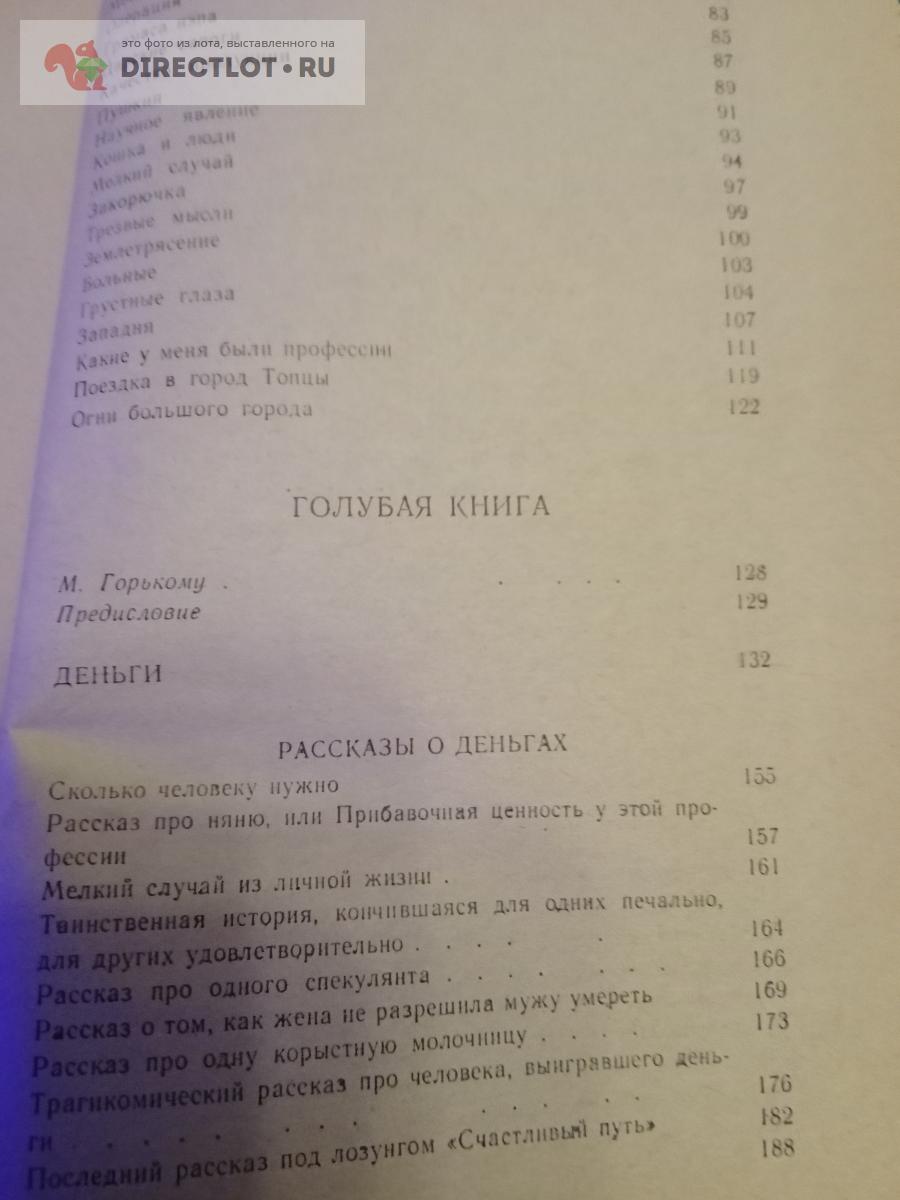 это фото из лота, выставленного на
DIRECTLOT•RU
нэпа 83
85
87
Пушкин 89
Научное явление 91
Кошка и люди 93
Мелкий случай 94
Закорючка 97
Трезвые мысли 99
Землетрясение 100
Больные 103
Грустные глаза 104
Западня 107
Какие у меня были профессии 111
Поездка в город Топцы 119
Огни большого города 122
ГОЛУБАЯ КНИГА
М. Горькому . . . . . 128
Предисловие 129
ДЕНЬГИ 132
РАССКАЗЫ О ДЕНЬГАХ
Сколько человеку нужно 155
Рассказ про няню, или Прибавочная ценность у этой про-
фессии 157
Мелкий случай из личной жизни . 161
Таинственная история, кончившаяся для одних печально,
для других удовлетворительно . . . . . 164
Рассказ про одного спекулянта . . . . . . . 166
Рассказ о том, как жена не разрешила мужу умереть 169
Рассказ про одну корыстную молочницу . . . . 173
Трагикомический рассказ про человека, выигравшего день-
ги . . . . . . . . . . . . . 176
Последний рассказ под лозунгом «Счастливый путь» 182
188